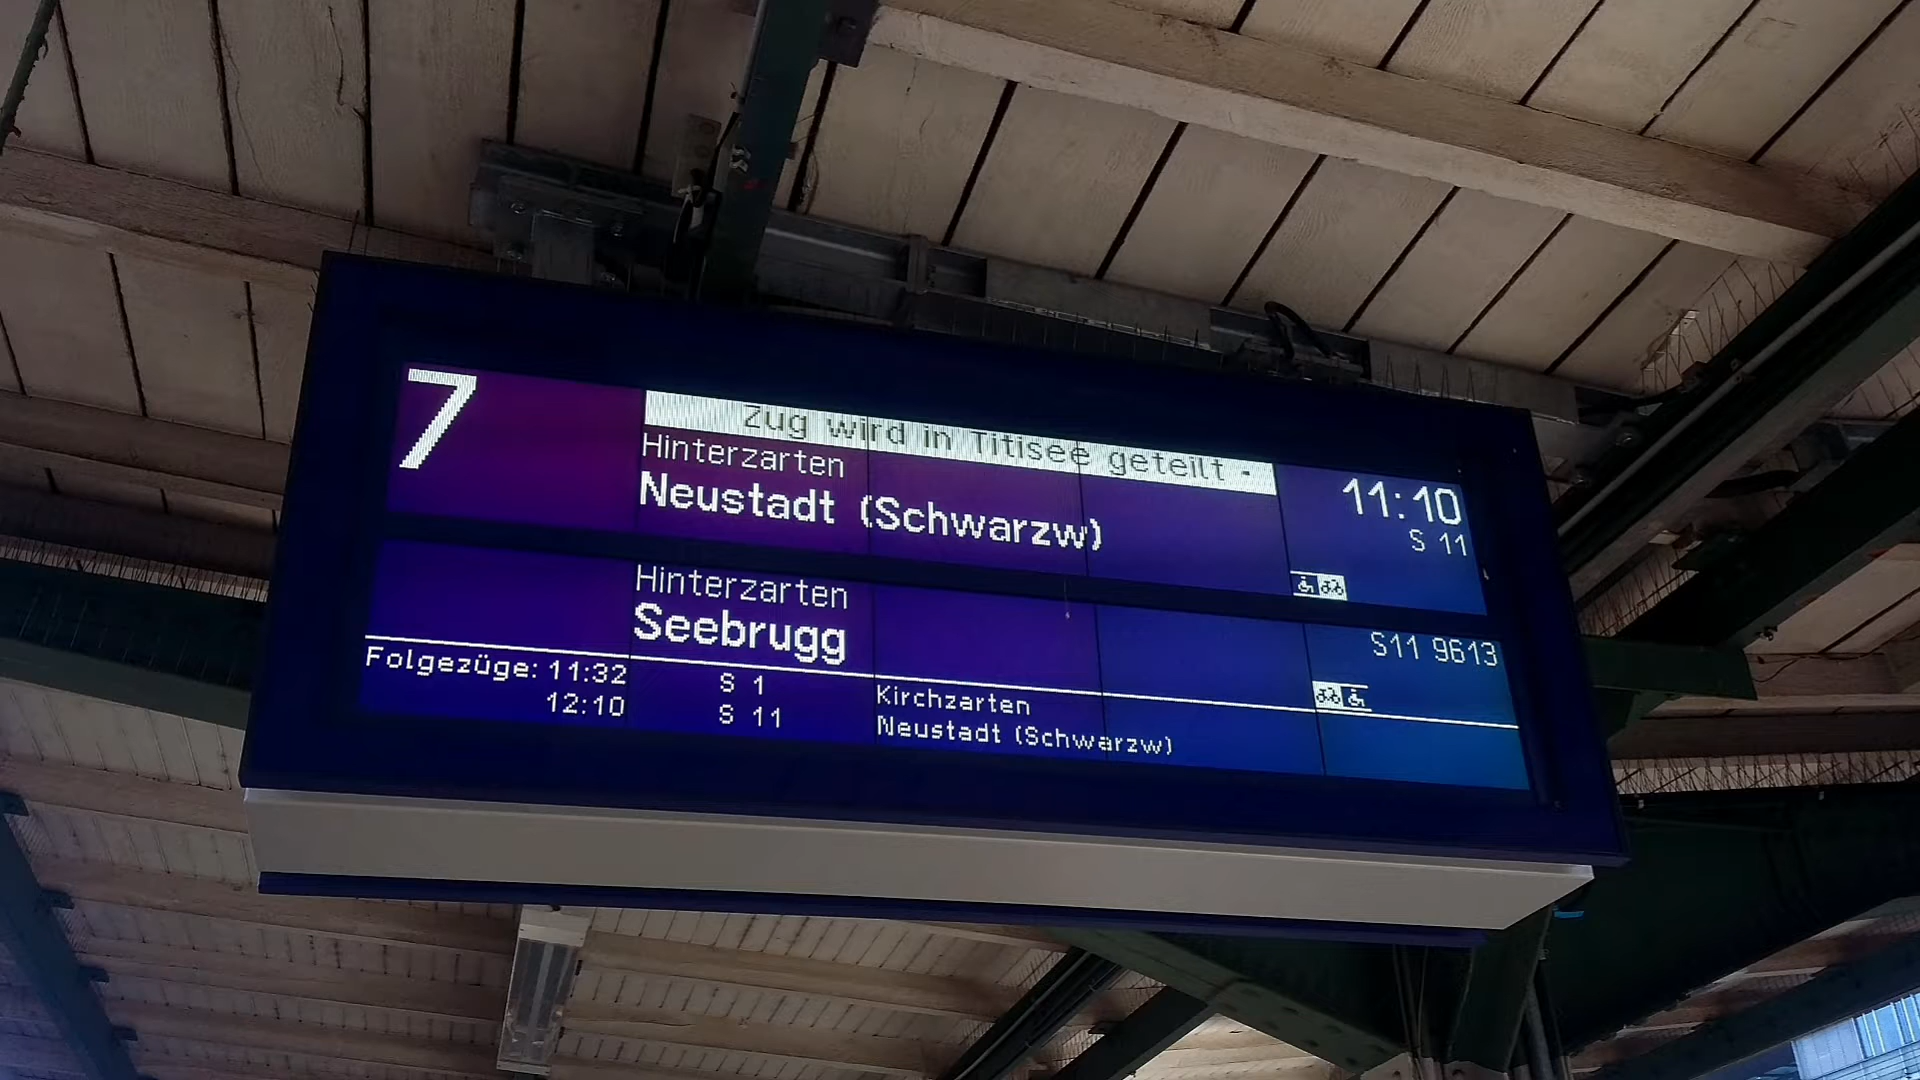 7
Zug wird in Titisee geteilt -
Hinterzarten
Neustadt (Schwarzw)
11:10
S 11
Hinterzarten
Seebrugg
S11 9613
Folgezüge: 11:32 S 1 Kirchzarten
12:10 S 11 Neustadt (Schwarzw)